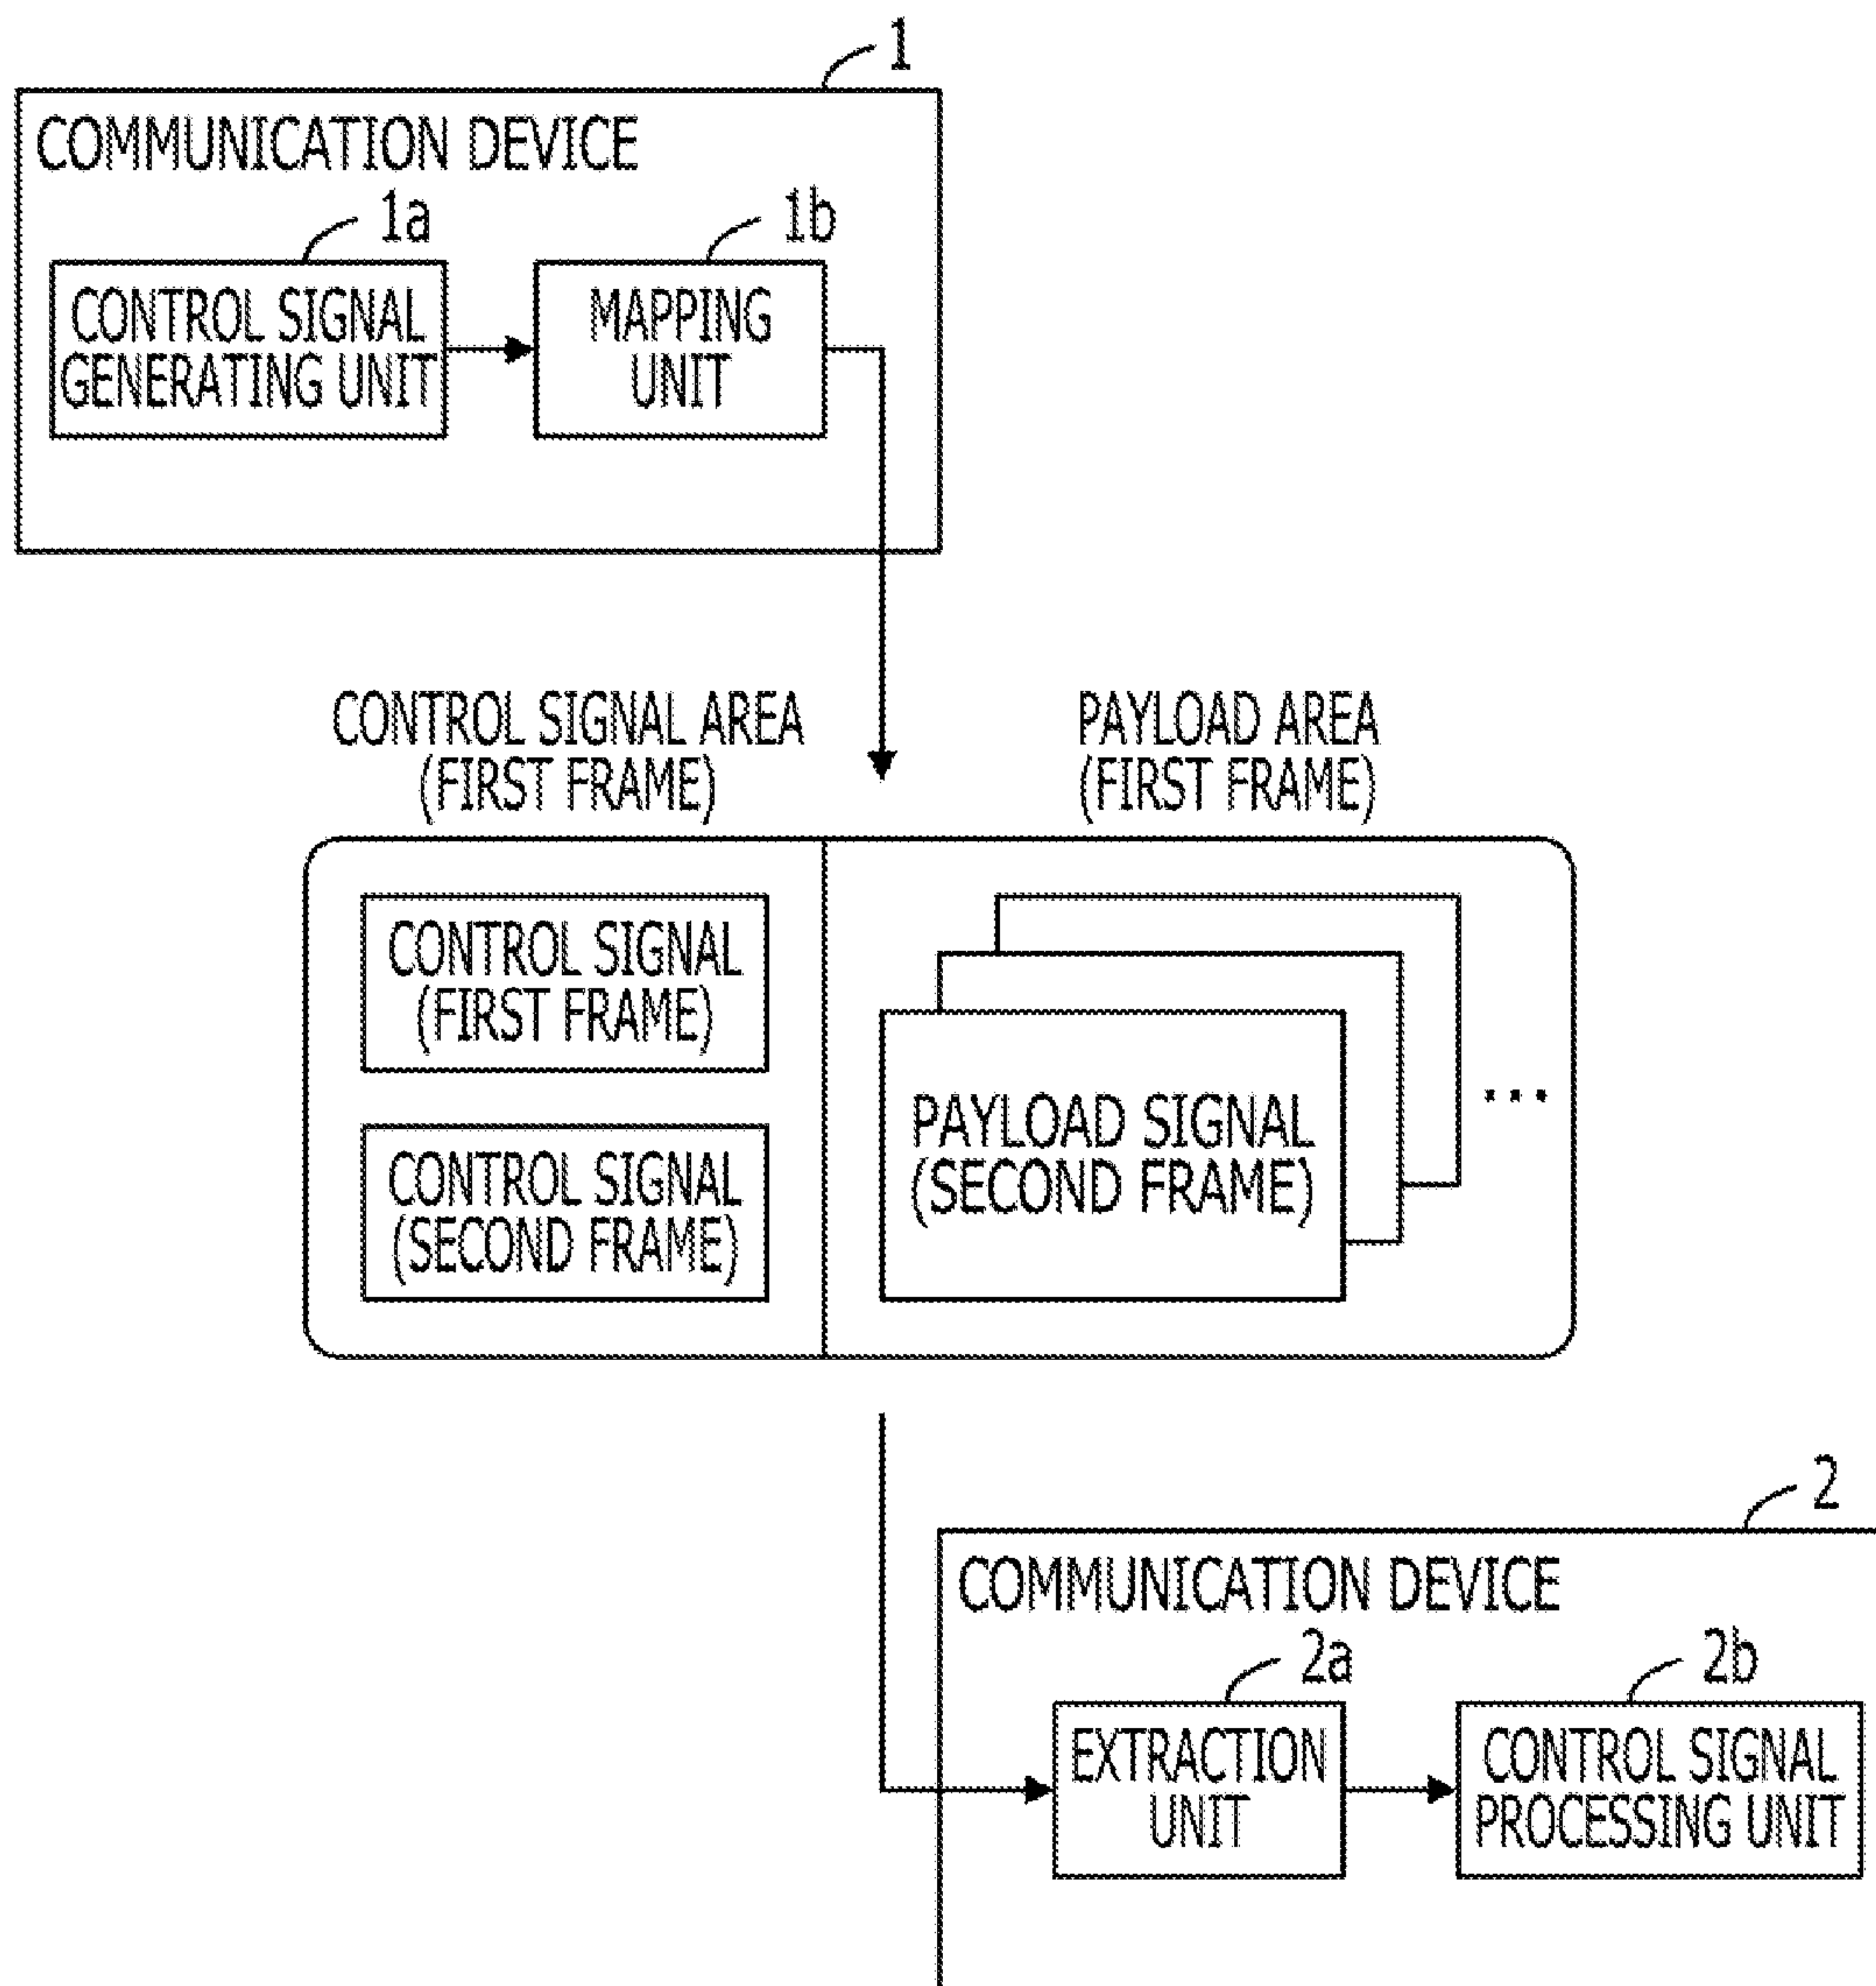 1
COMMUNICATION DEVICE
1a
1b
CONTROL SIGNAL
GENERATING UNIT
MAPPING
UNIT
CONTROL SIGNAL AREA
(FIRST FRAME)
PAYLOAD AREA
(FIRST FRAME)
CONTROL SIGNAL
(FIRST FRAME)
CONTROL SIGNAL
(SECOND FRAME)
PAYLOAD SIGNAL
(SECOND FRAME)
...
2
COMMUNICATION DEVICE
2a
2b
EXTRACTION
UNIT
CONTROL SIGNAL
PROCESSING UNIT